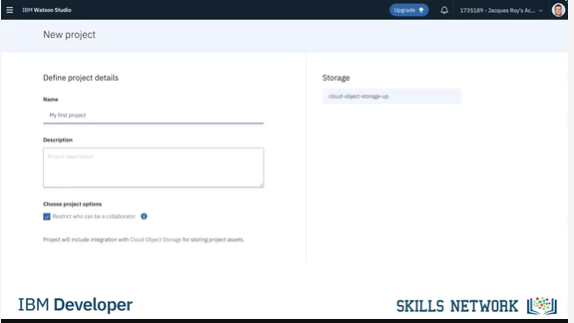 IBM Watson Studio
Upgrade
1735189 - Jacques Roy's Ac...
New project
Define project details
Storage
Name
cloud-object-storage-up
My first project
Description
Project description
Choose project options
Restrict who can be a collaborator
Project will include integration with Cloud Object Storage for storing project assets.
IBM Developer
SKILLS NETWORK